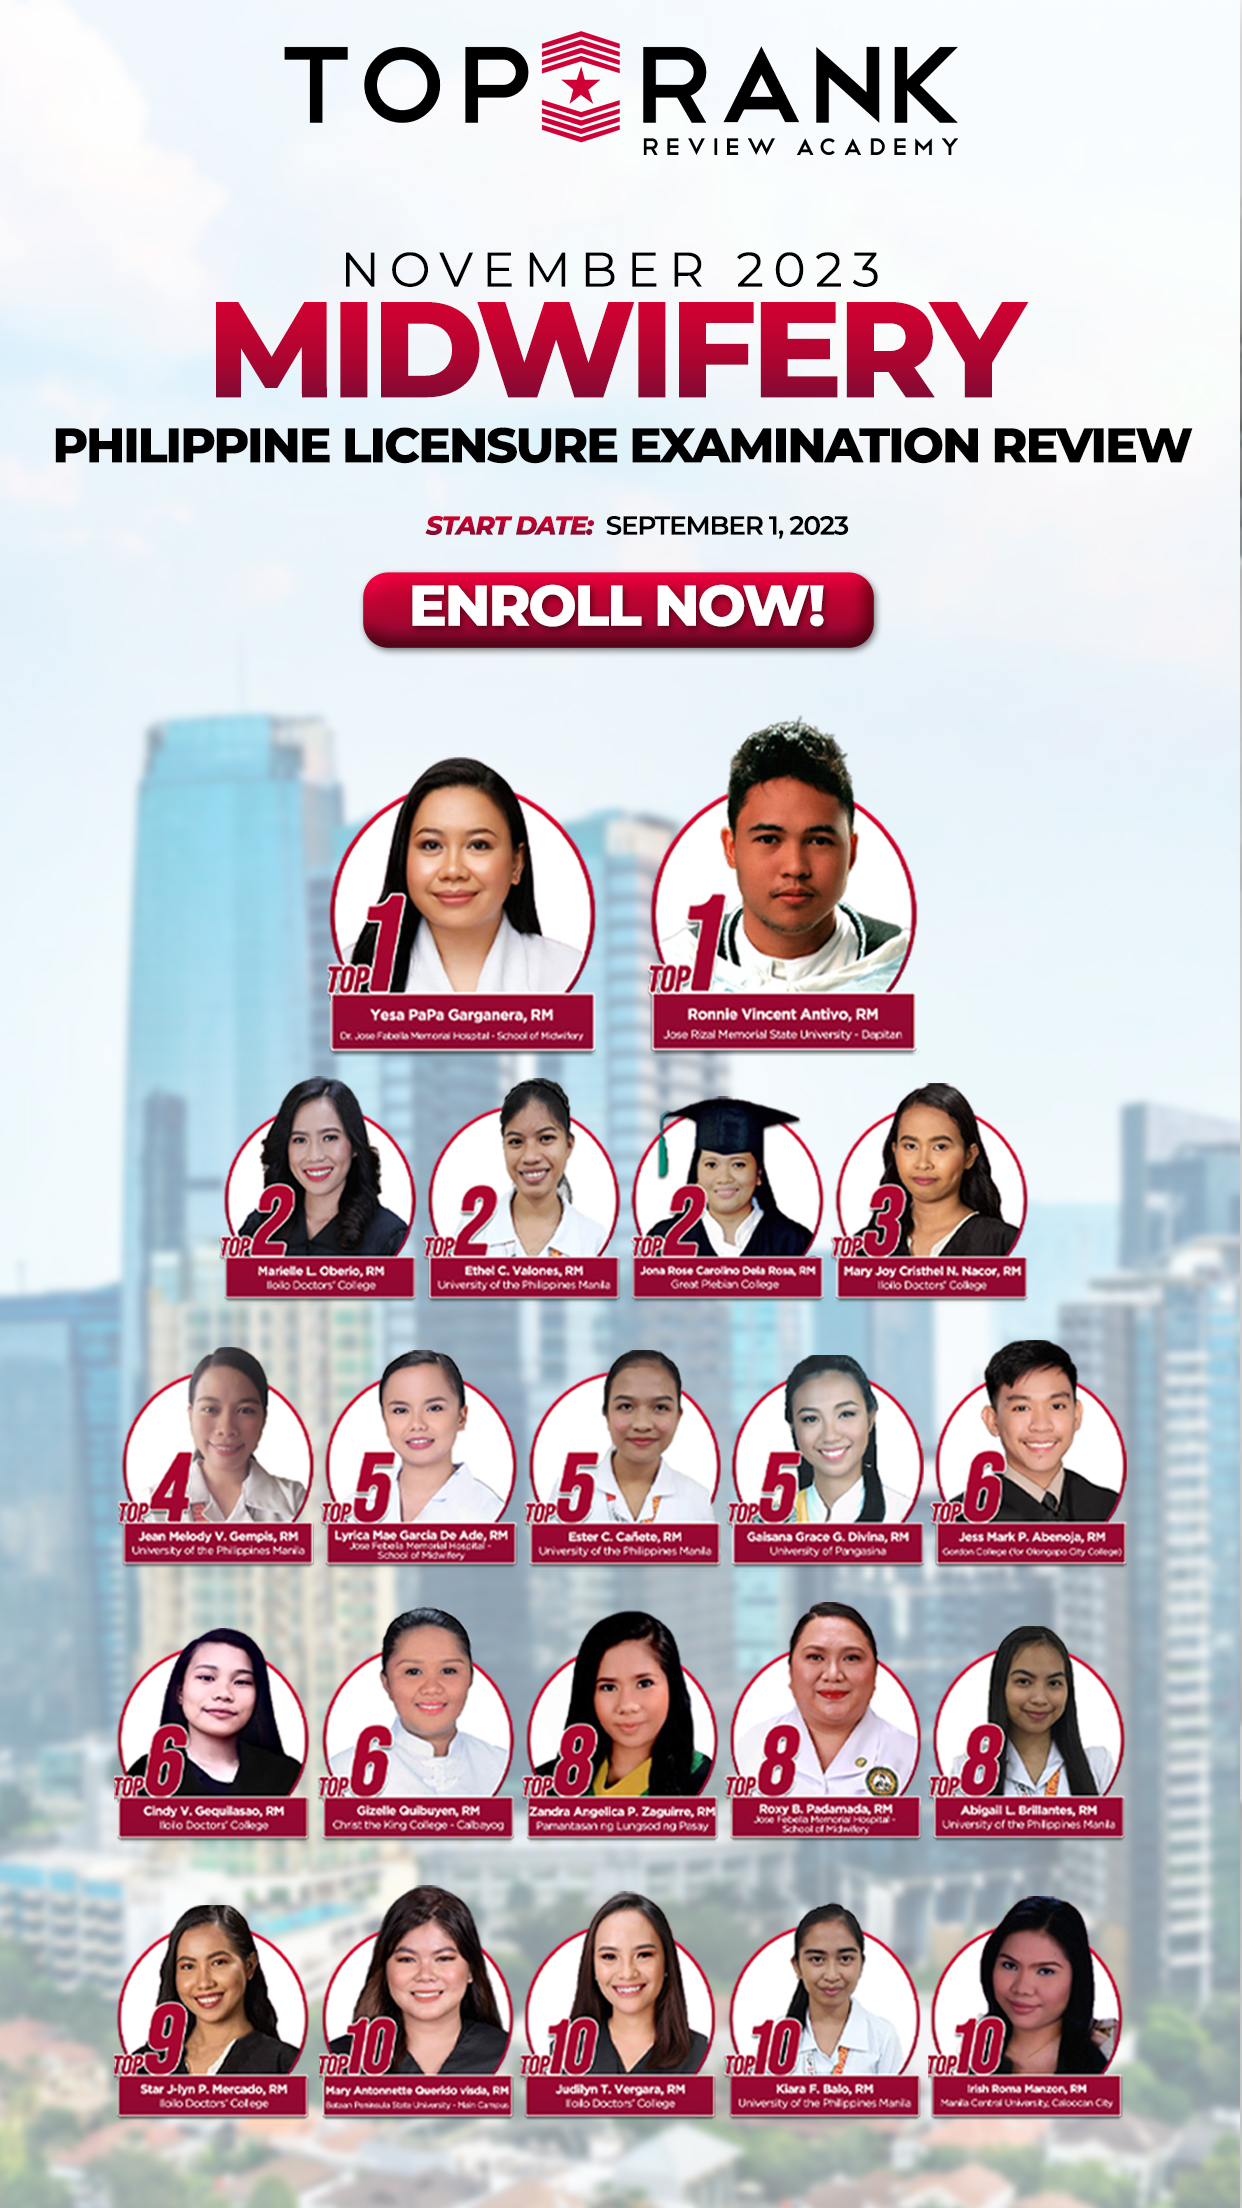 TOP RANK
REVIEW ACADEMY
NOVEMBER 2023
MIDWIFERY
PHILIPPINE LICENSURE EXAMINATION REVIEW
START DATE: SEPTEMBER 1, 2023
ENROLL NOW!
TOP 1
Yesa PaPa Garganera, RM
Dr. Jose Fabella Memorial Hospital - School of Midwifery
TOP 1
Ronnie Vincent Antivo, RM
Jose Rizal Memorial State University - Dapitan
TOP 2
Marielle L. Oberio, RM
Iloilo Doctors' College
TOP 2
Ethel C. Valones, RM
University of the Philippines Manila
TOP 2
Jona Rose Carolino Dela Rosa, RM
Great Plebian College
TOP 3
Mary Joy Cristhel N. Nacor, RM
Iloilo Doctors' College
TOP 4
Jean Melody V. Gempis, RM
University of the Philippines Manila
TOP 5
Lyrica Mae Garcia De Ade, RM
Jose Febella Memorial Hospital -
School of Midwifery
TOP 5
Ester C. Cañete, RM
University of the Philippines Manila
TOP 5
Gaisana Grace G. Divina, RM
University of Pangasina
TOP 6
Jess Mark P. Abenoja, RM
Gordon College (for Olongapo City College)
TOP 6
Cindy V. Gequilasao, RM
Iloilo Doctors' College
TOP 6
Gizelle Quibuyen, RM
Christ the King College - Calbayog
TOP 8
Zandra Angelica P. Zaguirre, RM
Pamantasan ng Lungsod ng Pasay
TOP 8
Roxy B. Padamada, RM
Jose Febella Memorial Hospital -
School of Midwifery
TOP 8
Abigail L. Brillantes, RM
University of the Philippines Manila
TOP 9
Star J-lyn P. Mercado, RM
Iloilo Doctors' College
TOP 10
Mary Antonnette Querido visda, RM
Bataan Peninsula State University - Main Campus
TOP 10
Judilyn T. Vergara, RM
Iloilo Doctors' College
TOP 10
Kiara F. Balo, RM
University of the Philippines Manila
TOP 10
Irish Roma Manzon, RM
Manila Central University, Caloocan City